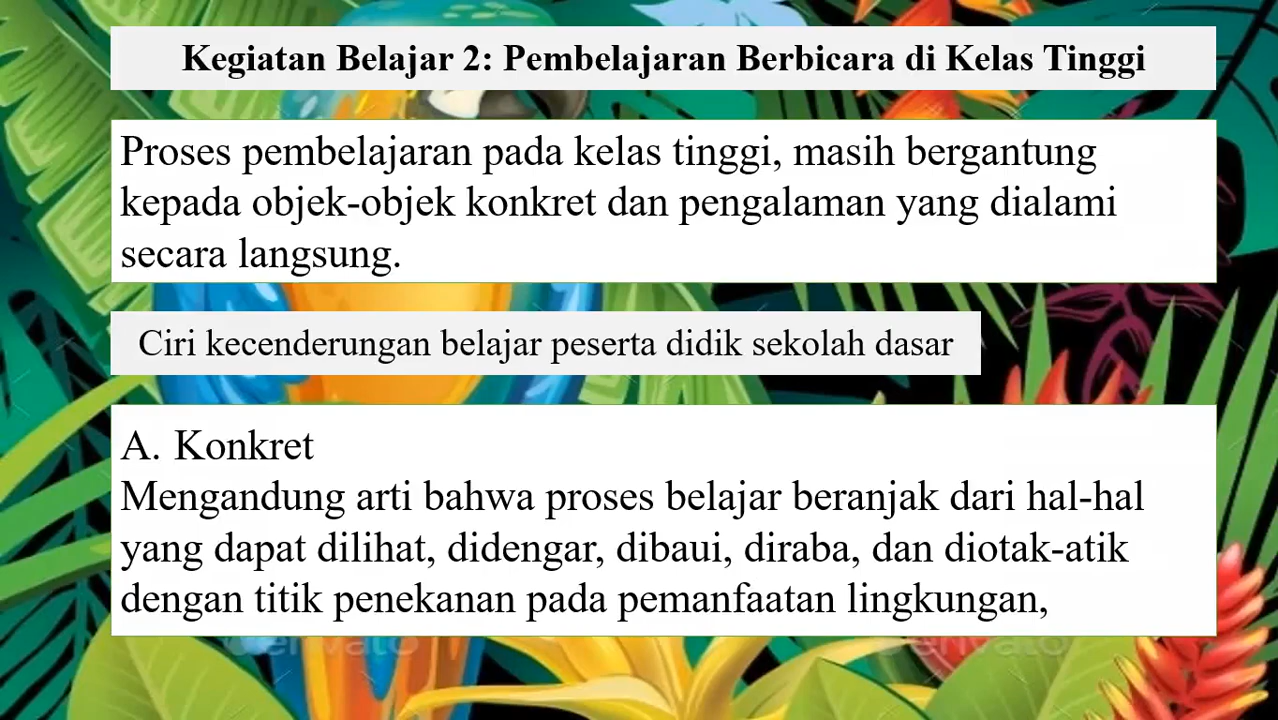 Kegiatan Belajar 2: Pembelajaran Berbicara di Kelas Tinggi
Proses pembelajaran pada kelas tinggi, masih bergantung
kepada objek-objek konkret dan pengalaman yang dialami
secara langsung.
Ciri kecenderungan belajar peserta didik sekolah dasar
A. Konkret
Mengandung arti bahwa proses belajar beranjak dari hal-hal
yang dapat dilihat, didengar, dibaui, diraba, dan diotak-atik
dengan titik penekanan pada pemanfaatan lingkungan,
envato
envato